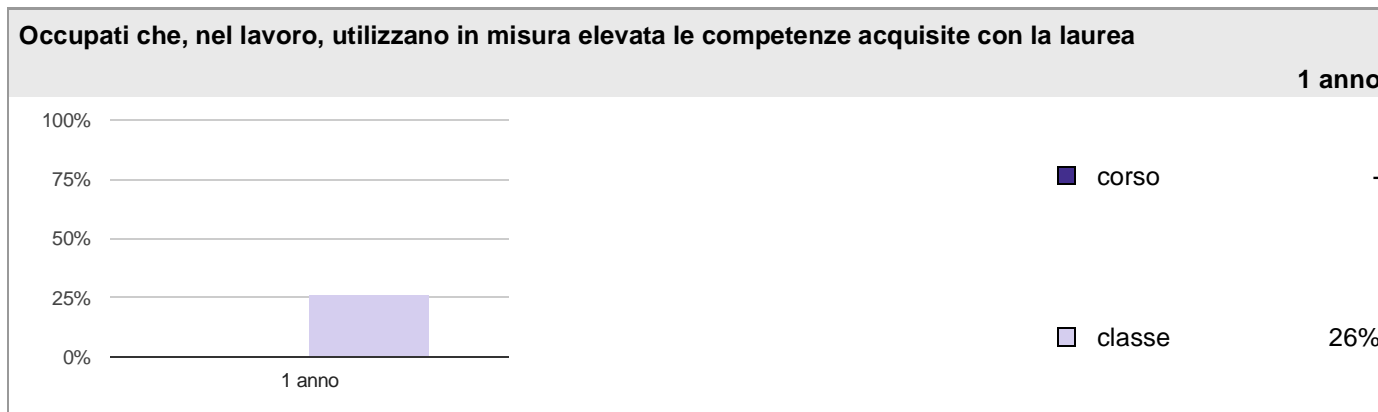 Occupati che, nel lavoro, utilizzano in misura elevata le competenze acquisite con la laurea
1 anno
100%
75%
50%
25%
0%
1 anno
corso -
classe 26%